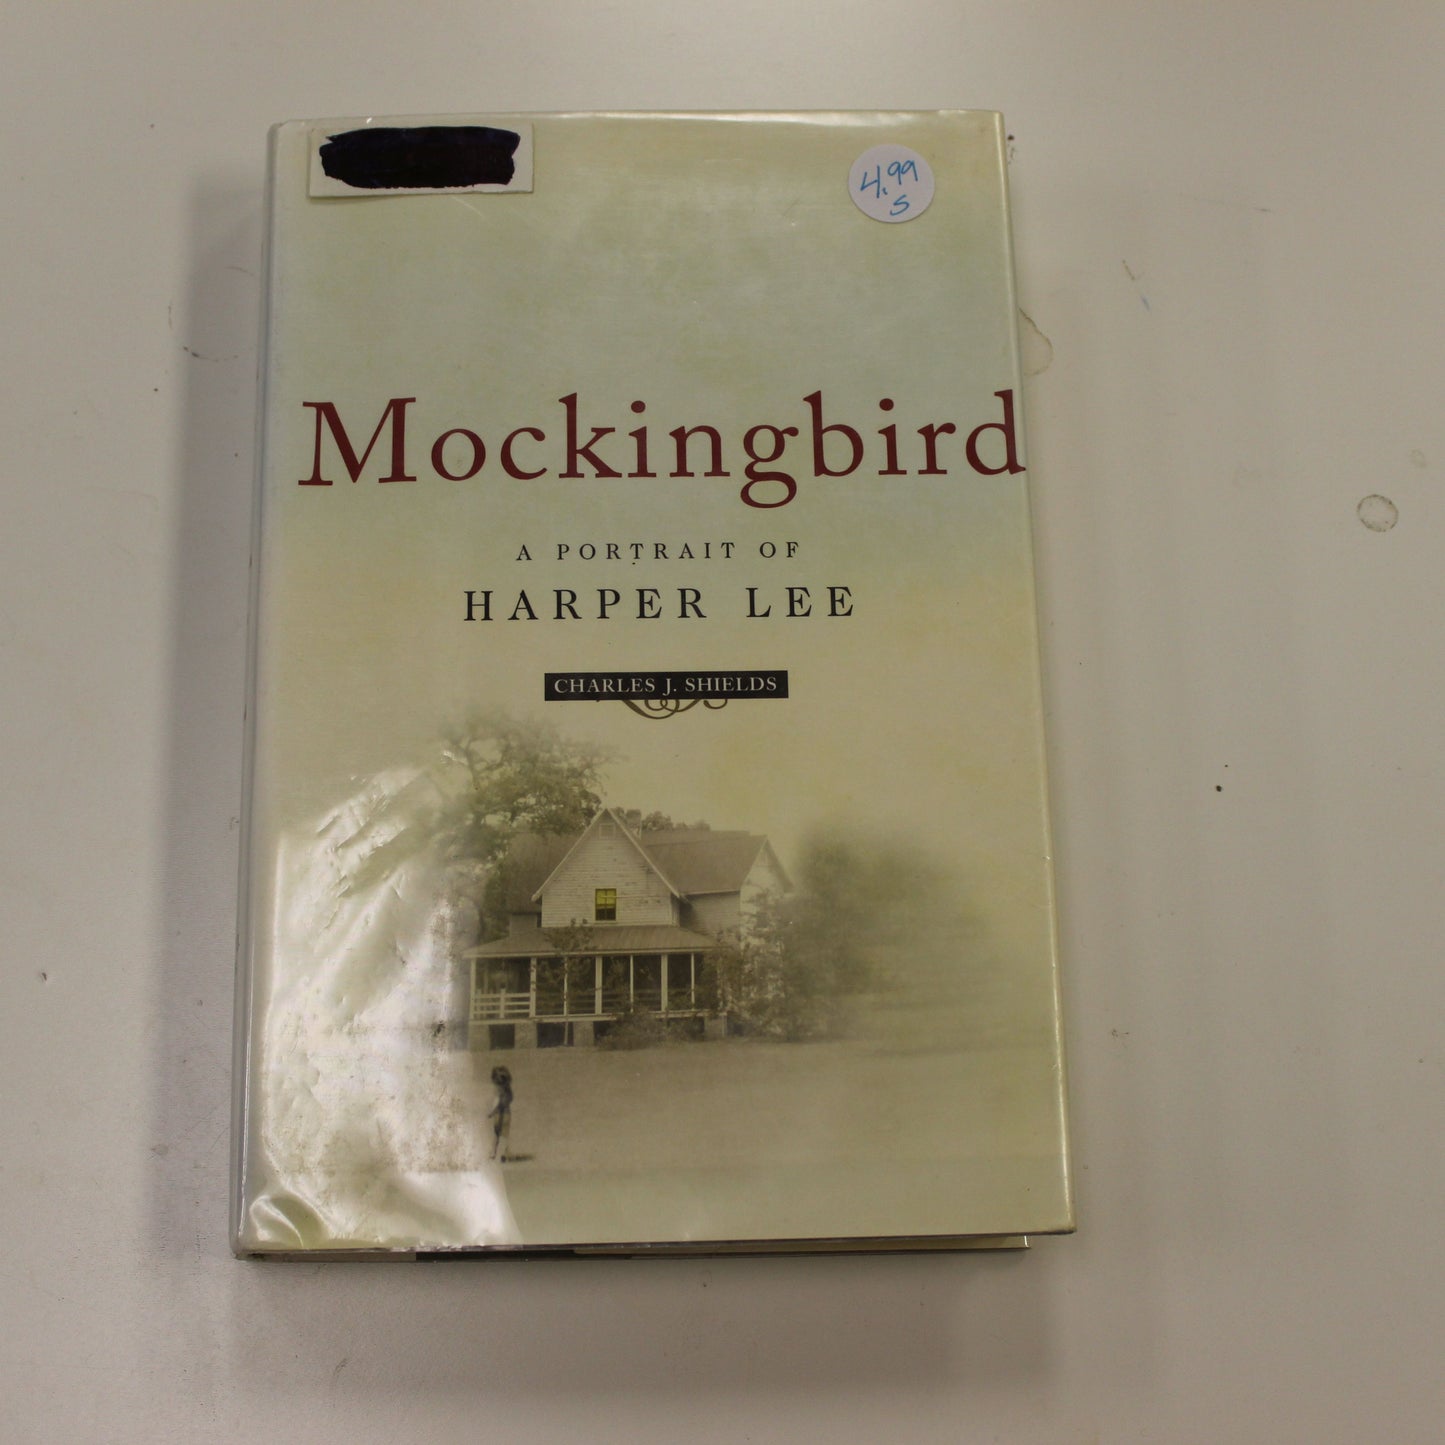 4.99
S
Mockingbird
A PORTRAIT OF
HARPER LEE
CHARLES J. SHIELDS